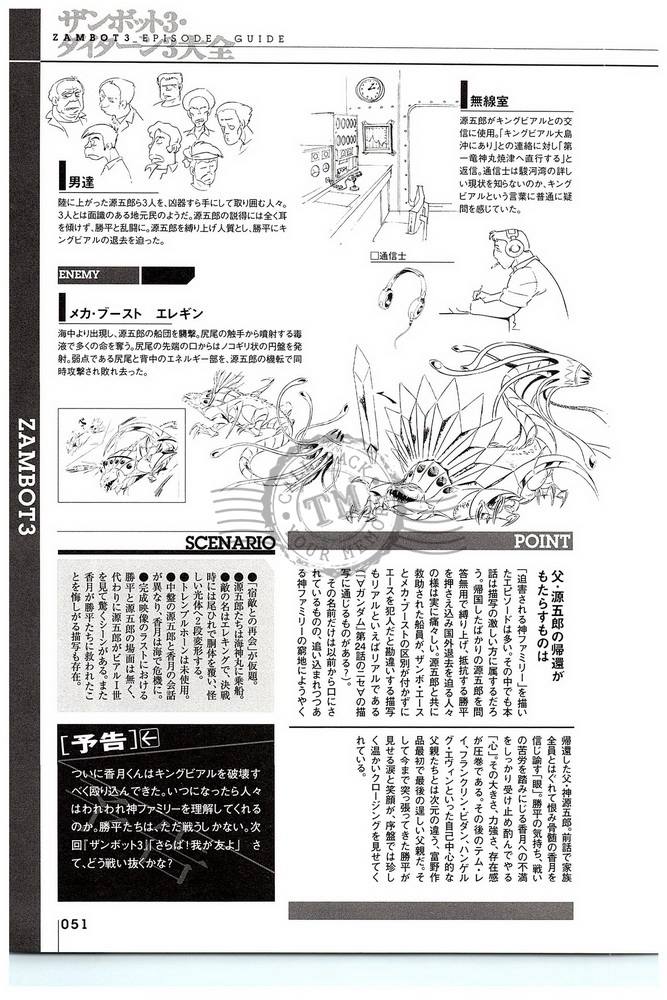 ザンボット3・
ダイターン3大全
ZAMBOT3_EPISODE GUIDE
男達
陸に上がった源五郎ら3人を、凶器すら手にして取り囲む人々。
3人とは面識のある地元民のようだ。源五郎の説得には全く耳
を傾けず、勝平と乱闘に。源五郎を縛り上げ人質とし、勝平にキ
ングビアルの退去を迫った。
無線室
源五郎がキングビアルとの交
信に使用。「キングビアル大島
沖にあり」との連絡に対し「第
一竜神丸焼津へ直行する」と
返信。通信士は駿河湾の詳し
い現状を知らないのか、キング
ビアルという言葉に普通に疑
問を感じていた。
□通信士
ENEMY
メカ・ブースト エレギン
海中より出現し、源五郎の船団を襲撃。尻尾の触手から噴射する毒
液で多くの命を奪う。尻尾の先端の口からはノコギリ状の円盤を発
射。弱点である尻尾と背中のエネルギー部を、源五郎の機転で同
時攻撃され敗れ去った。
ZAMBOT3
TM
SCENARIO
●「宿敵との再会」が仮題。
●源五郎たちは海神丸に乗船。
●敵の名はエレキングで、決戦
時には尾ひれで胴体を覆い、怪
しい光体へ2段変形する。
●トレンブルホーンは未使用。
●中盤の源五郎と香月の会話
が異なり、香月は海で危機に。
●完成映像のラストにおける
勝平と源五郎の場面は無く、
代わりに源五郎がビアルⅠ世
を見て驚くシーンがある。また
香月が勝平たちに救われたこ
とを悔しがる描写も存在。
POINT
父・源五郎の帰還が
もたらすものは
「迫害される神ファミリー」を描い
たエピソードは多い。その中でも本
話は描写の激しい方に属するだろ
う。帰国したばかりの源五郎を問
答無用で縛り上げ、抵抗する勝平
を押さえ込み国外退去を迫る人々
の様は実に痛々しい。源五郎と共に
救助された船員が、ザンボ・エース
とメカ・ブーストの区別が付かずに
エースを犯人だと勘違いする描写
もリアルといえばリアルである
(『∀ガンダム』第24話のニセ∀の描
写に通じるものがある?)。
その名前だけは以前から口にさ
れているものの、追い込まれつつあ
る神ファミリーの窮地にようやく
帰還した父・神源五郎。前話で家族
全員とはぐれて恨み骨髄の香月を
信じ諭す「眼」。勝平の気持ち、戦い
の苦労を踏みにじる香月への不満
をしっかり受け止め酌んでやる
「心」。その大きさ、力強さ、存在感
が圧巻である。その後のテム・レ
イ、フランクリン・ビダン、ハンゲル
グ・エヴィンといった自己中心的な
父親たちとは次元の違う、富野作
品最初で最後の逞しい父親だ。そ
して今まで突っ張ってきた勝平が
見せる涙と笑顔が、序盤では珍し
く温かいクロージングを見せてく
れている。
[予告]←
ついに香月くんはキングビアルを破壊す
べく殴り込んできた。いつになったら人々
はわれわれ神ファミリーを理解してくれる
のか。勝平たちは、ただ戦うしかない。次
回『ザンボット3』「さらば!我が友よ」 さ
て、どう戦い抜くかな?
051